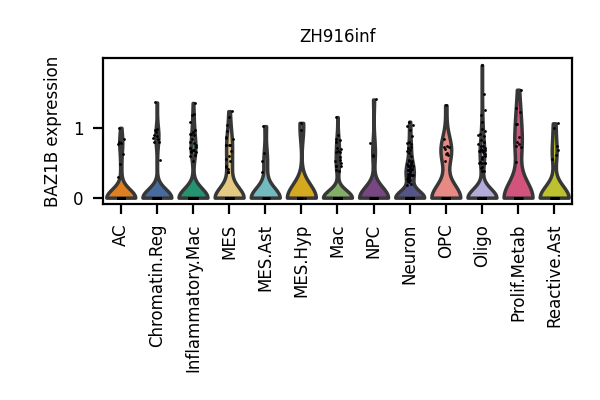 ZH916inf
BAZ1B expression
1
0
AC
Chromatin.Reg
Inflammatory.Mac
MES
MES.Ast
MES.Hyp
Mac
NPC
Neuron
OPC
Oligo
Prolif.Metab
Reactive.Ast